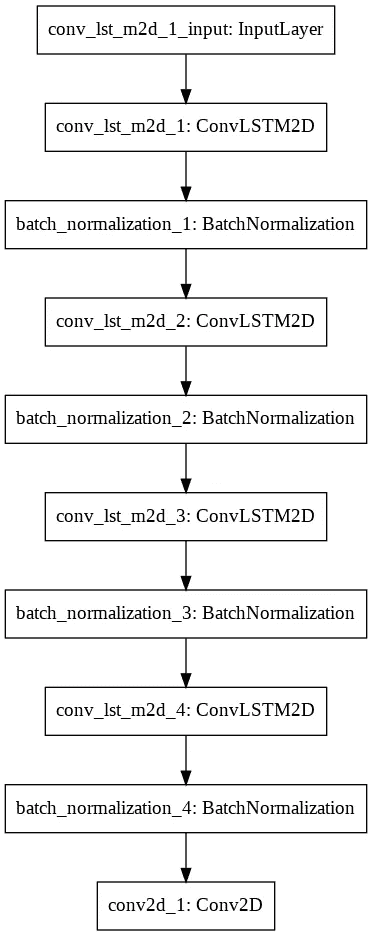 conv_lst_m2d_1_input: InputLayer
conv_lst_m2d_1: ConvLSTM2D
batch_normalization_1: BatchNormalization
conv_lst_m2d_2: ConvLSTM2D
batch_normalization_2: BatchNormalization
conv_lst_m2d_3: ConvLSTM2D
batch_normalization_3: BatchNormalization
conv_lst_m2d_4: ConvLSTM2D
batch_normalization_4: BatchNormalization
conv2d_1: Conv2D